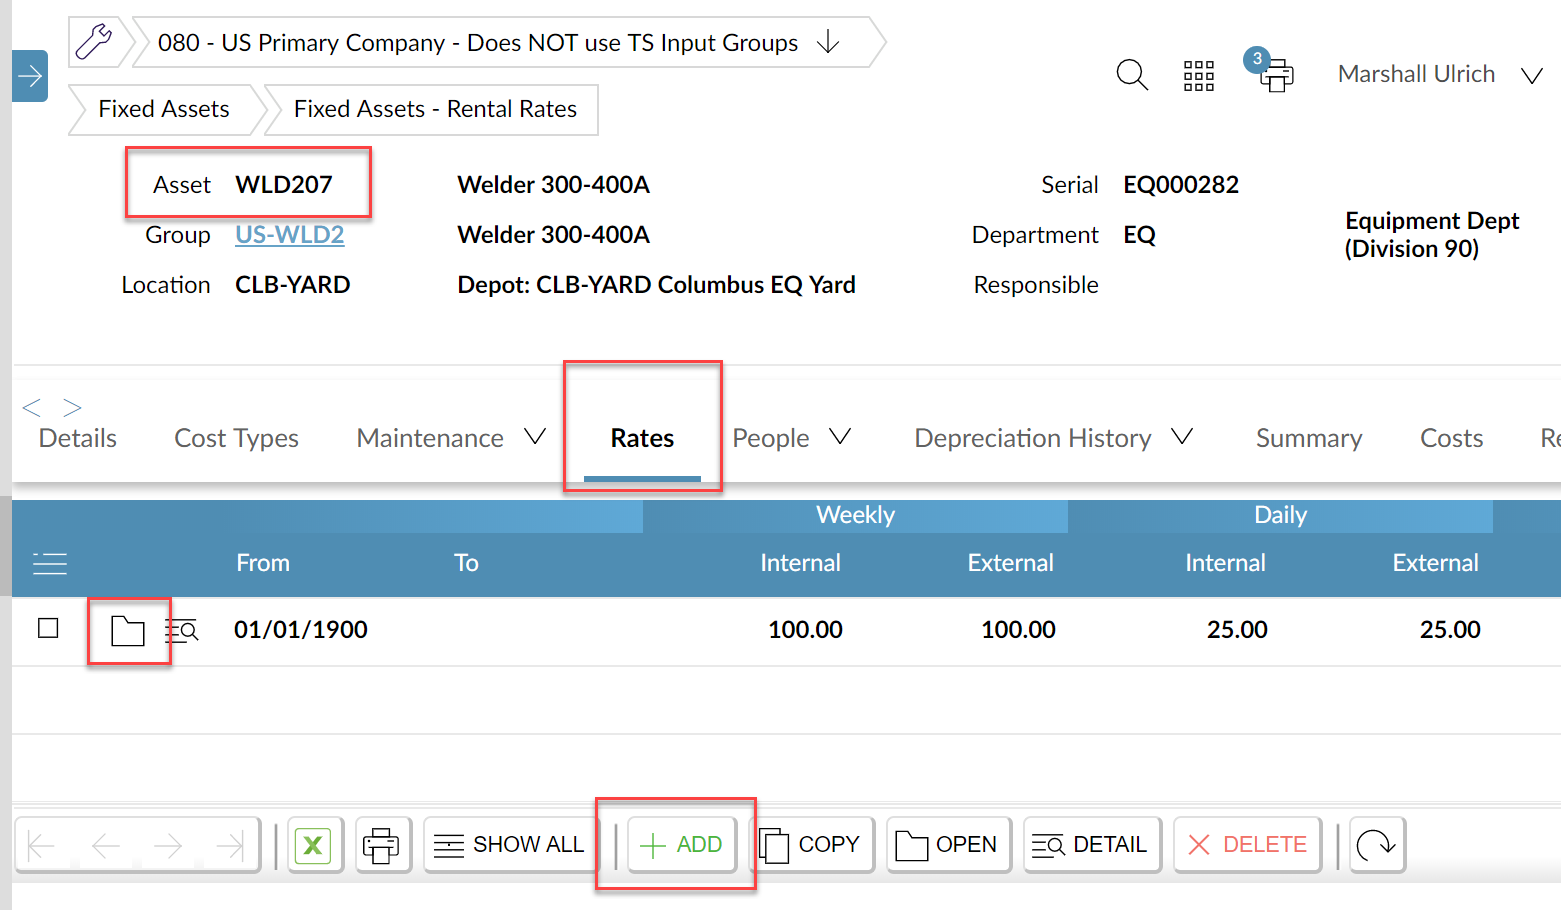 080 - US Primary Company - Does NOT use TS Input Groups
3
Marshall Ulrich
Fixed Assets
Fixed Assets - Rental Rates
Asset WLD207 Welder 300-400A Serial EQ000282
Group US-WLD2 Welder 300-400A Department EQ Equipment Dept
(Division 90)
Location CLB-YARD Depot: CLB-YARD Columbus EQ Yard Responsible
< >
Details Cost Types Maintenance Rates People Depreciation History Summary Costs Re
Weekly Daily
From To Internal External Internal External
01/01/1900 100.00 100.00 25.00 25.00
X SHOW ALL ADD COPY OPEN DETAIL DELETE